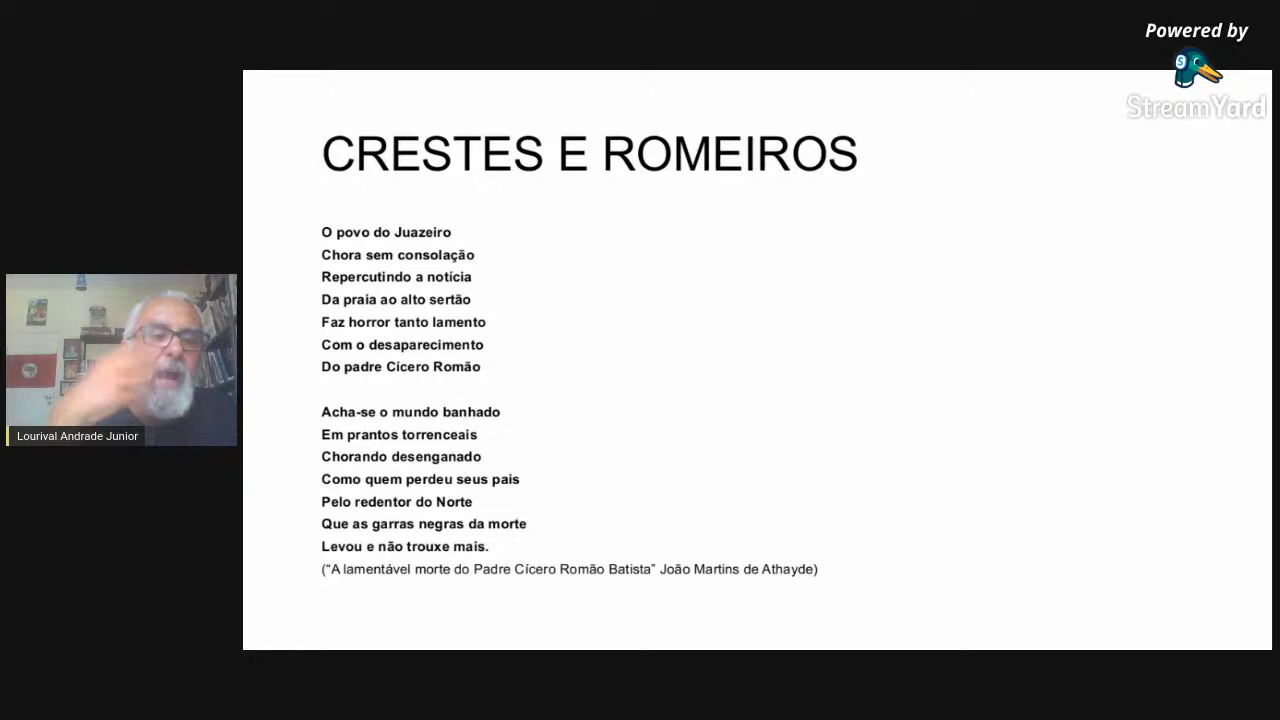 Powered by
StreamYard
CRESTES E ROMEIROS
O povo do Juazeiro
Chora sem consolação
Repercutindo a notícia
Da praia ao alto sertão
Faz horror tanto lamento
Com o desaparecimento
Do padre Cícero Romão
Acha-se o mundo banhado
Em prantos torrenceais
Chorando desenganado
Como quem perdeu seus pais
Pelo redentor do Norte
Que as garras negras da morte
Levou e não trouxe mais.
(“A lamentável morte do Padre Cícero Romão Batista” João Martins de Athayde)
Lourival Andrade Junior